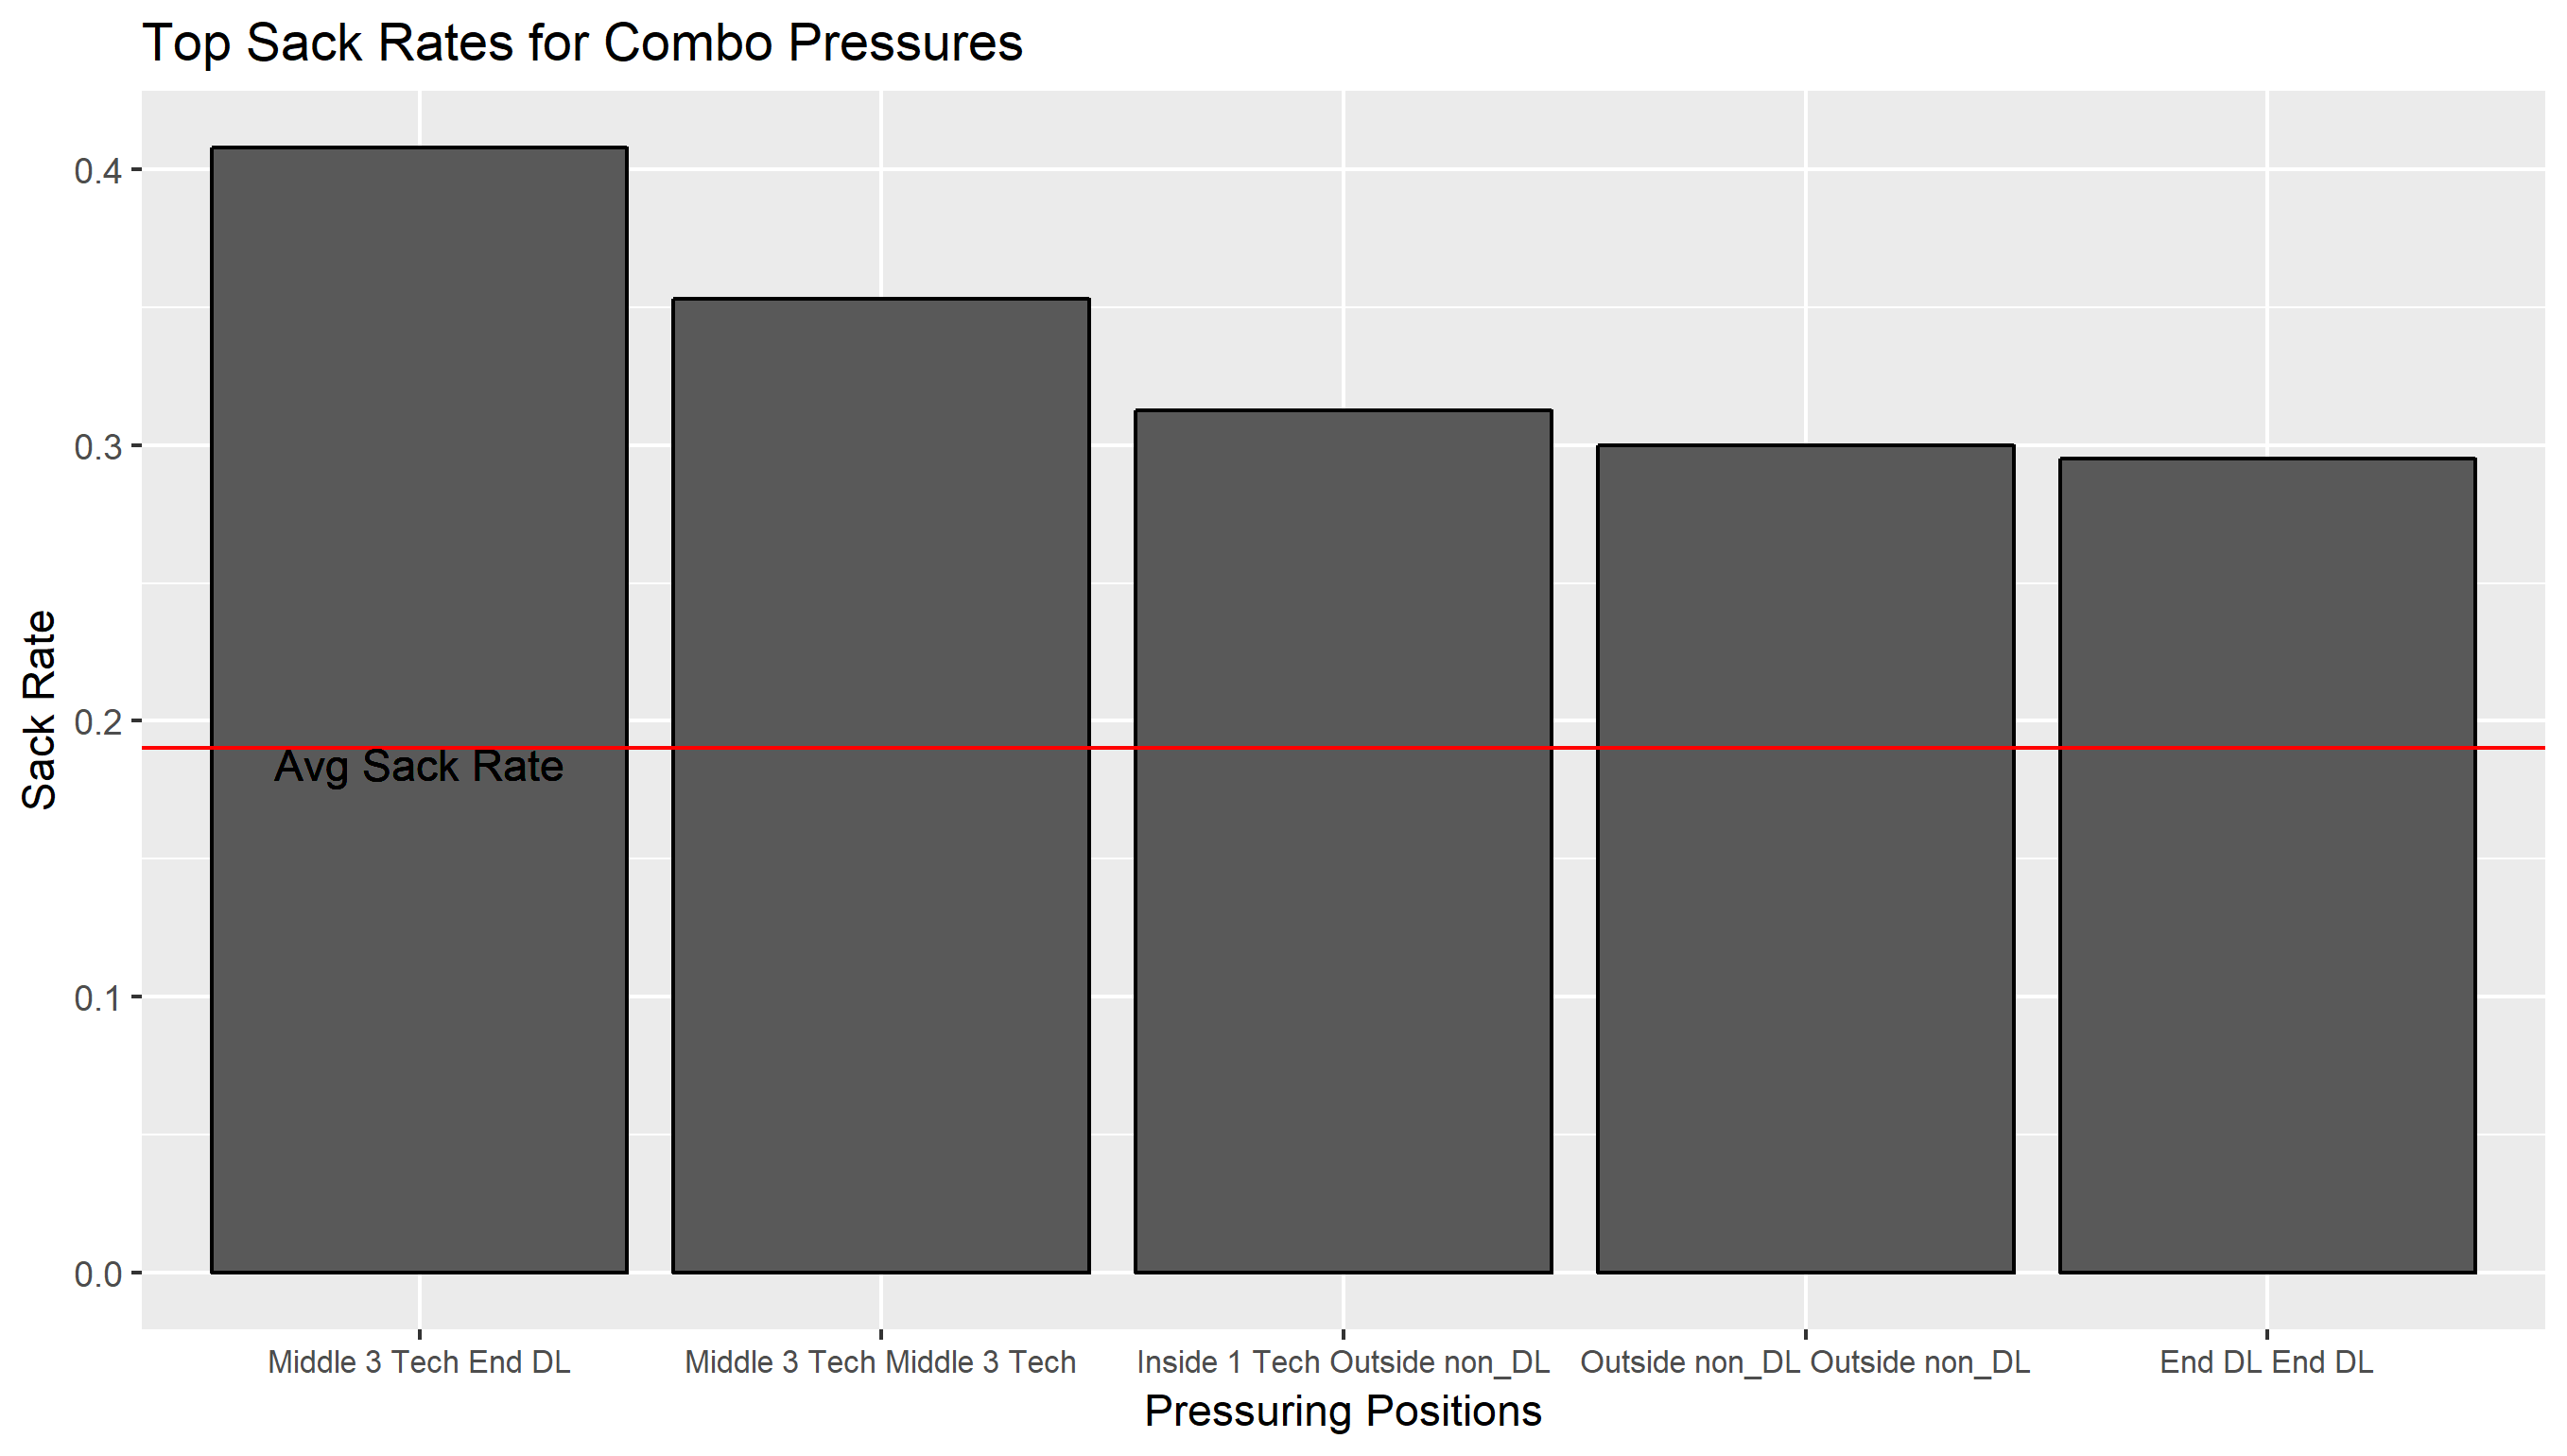 Top Sack Rates for Combo Pressures
Sack Rate
0.4
0.3
0.2
0.1
0.0
Avg Sack Rate
Middle 3 Tech End DL
Middle 3 Tech Middle 3 Tech
Inside 1 Tech Outside non_DL
Outside non_DL Outside non_DL
End DL End DL
Pressuring Positions